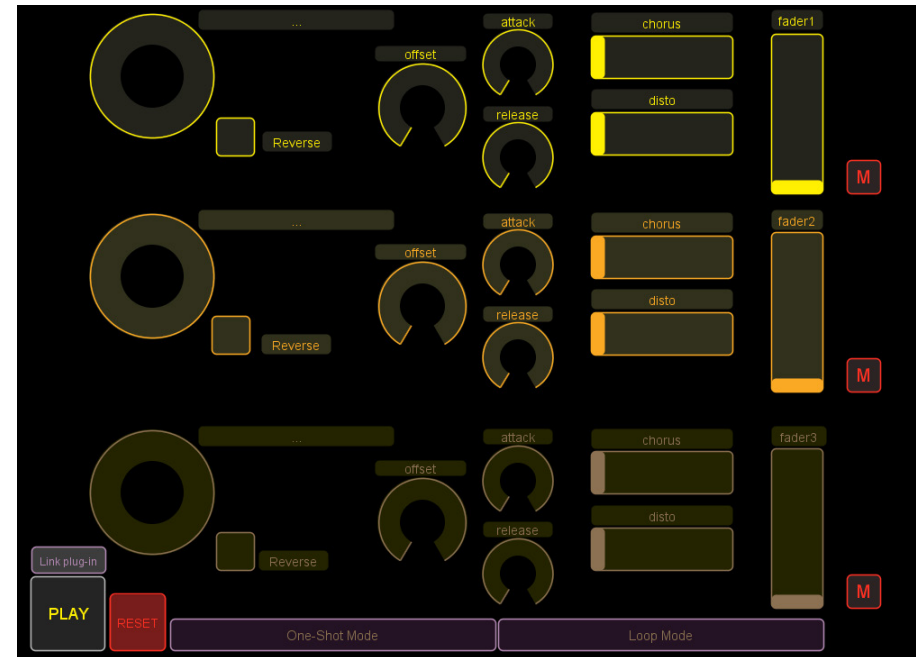 ...
attack
chorus
fader1
offset
disto
release
Reverse
M
...
attack
chorus
fader2
offset
disto
release
Reverse
M
...
attack
chorus
fader3
offset
disto
release
Reverse
Link plug-in
M
PLAY
RESET
One-Shot Mode
Loop Mode